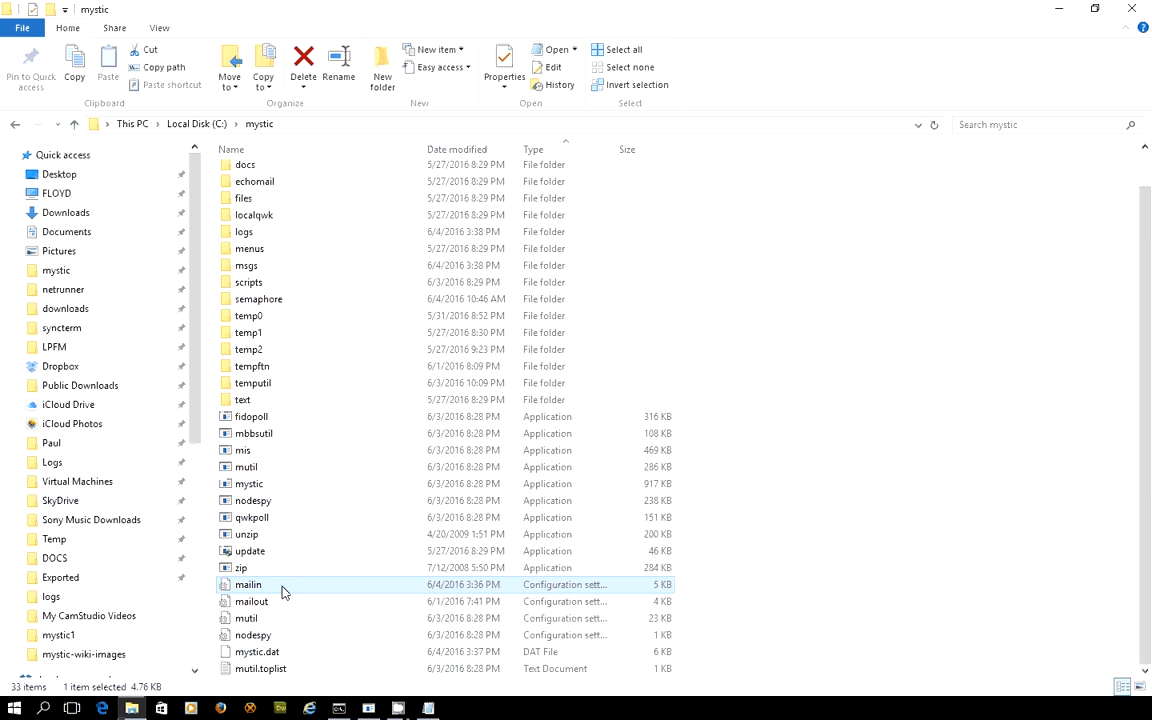 mystic
File Home Share View
Pin to Quick access
Copy
Paste
Cut
Copy path
Paste shortcut
Clipboard
Move to
Copy to
Delete
Rename
Organize
New folder
New item
Easy access
New
Properties
Open
Edit
History
Open
Select all
Select none
Invert selection
Select
This PC > Local Disk (C:) > mystic
Search mystic
Quick access
Desktop
FLOYD
Downloads
Documents
Pictures
mystic
netrunner
downloads
syncterm
LPFM
Dropbox
Public Downloads
iCloud Drive
iCloud Photos
Paul
Logs
Virtual Machines
SkyDrive
Sony Music Downloads
Temp
DOCS
Exported
logs
My CamStudio Videos
mystic1
mystic-wiki-images
Name Date modified Type Size
docs 5/27/2016 8:29 PM File folder
echomail 5/27/2016 8:29 PM File folder
files 5/27/2016 8:29 PM File folder
localqwk 5/27/2016 8:29 PM File folder
logs 6/4/2016 3:38 PM File folder
menus 5/27/2016 8:29 PM File folder
msgs 6/4/2016 3:38 PM File folder
scripts 6/3/2016 8:29 PM File folder
semaphore 6/4/2016 10:46 AM File folder
temp0 5/31/2016 8:52 PM File folder
temp1 5/27/2016 8:30 PM File folder
temp2 5/27/2016 9:23 PM File folder
tempftn 6/1/2016 8:09 PM File folder
temputil 6/3/2016 10:09 PM File folder
text 5/27/2016 8:29 PM File folder
fidopoll 6/3/2016 8:28 PM Application 316 KB
mbbsutil 6/3/2016 8:28 PM Application 108 KB
mis 6/3/2016 8:28 PM Application 469 KB
mutil 6/3/2016 8:28 PM Application 286 KB
mystic 6/3/2016 8:28 PM Application 917 KB
nodespy 6/3/2016 8:28 PM Application 238 KB
qwkpoll 6/3/2016 8:28 PM Application 151 KB
unzip 4/20/2009 1:51 PM Application 200 KB
update 5/27/2016 8:29 PM Application 46 KB
zip 7/12/2008 5:50 PM Application 284 KB
mailin 6/4/2016 3:36 PM Configuration sett... 5 KB
mailout 6/1/2016 7:41 PM Configuration sett... 4 KB
mutil 6/3/2016 8:28 PM Configuration sett... 23 KB
nodespy 6/3/2016 8:28 PM Configuration sett... 1 KB
mystic.dat 6/4/2016 3:37 PM DAT File 6 KB
mutil.toplist 6/3/2016 8:28 PM Text Document 1 KB
33 items 1 item selected 4.76 KB